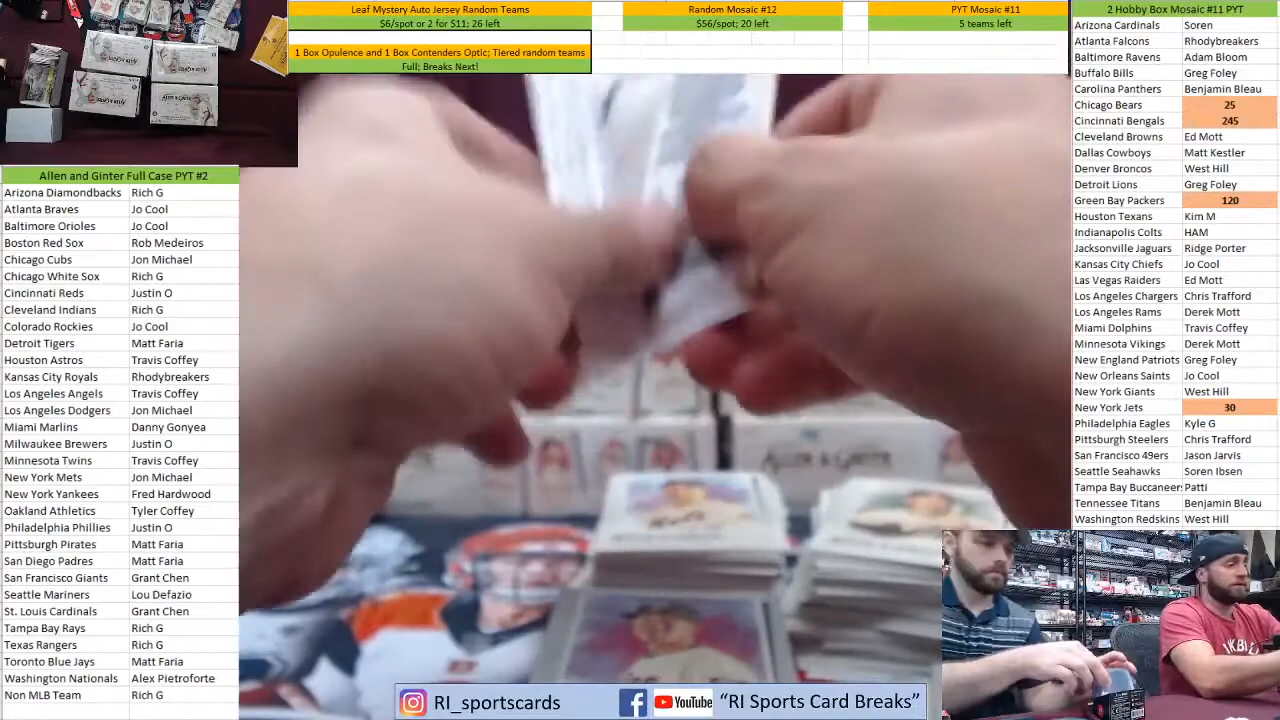 Leaf Mystery Auto Jersey Random Teams
$6/spot or 2 for $11; 26 left
1 Box Opulence and 1 Box Contenders Optic; Tiered random teams
Full; Breaks Next!
Random Mosaic #12
$56/spot; 20 left
PYT Mosaic #11
5 teams left
2 Hobby Box Mosaic #11 PYT
Arizona Cardinals Soren
Atlanta Falcons Rhodybreakers
Baltimore Ravens Adam Bloom
Buffalo Bills Greg Foley
Carolina Panthers Benjamin Bleau
Chicago Bears 25
Cincinnati Bengals 245
Cleveland Browns Ed Mott
Dallas Cowboys Matt Kestler
Denver Broncos West Hill
Detroit Lions Greg Foley
Green Bay Packers 120
Houston Texans Kim M
Indianapolis Colts HAM
Jacksonville Jaguars Ridge Porter
Kansas City Chiefs Jo Cool
Las Vegas Raiders Ed Mott
Los Angeles Chargers Chris Trafford
Los Angeles Rams Derek Mott
Miami Dolphins Travis Coffey
Minnesota Vikings Derek Mott
New England Patriots Greg Foley
New Orleans Saints Jo Cool
New York Giants West Hill
New York Jets 30
Philadelphia Eagles Kyle G
Pittsburgh Steelers Chris Trafford
San Francisco 49ers Jason Jarvis
Seattle Seahawks Soren Ibsen
Tampa Bay Buccaneer Patti
Tennessee Titans Benjamin Bleau
Washington Redskins West Hill
Allen and Ginter Full Case PYT #2
Arizona Diamondbacks Rich G
Atlanta Braves Jo Cool
Baltimore Orioles Jo Cool
Boston Red Sox Rob Medeiros
Chicago Cubs Jon Michael
Chicago White Sox Rich G
Cincinnati Reds Justin O
Cleveland Indians Rich G
Colorado Rockies Jo Cool
Detroit Tigers Matt Faria
Houston Astros Travis Coffey
Kansas City Royals Rhodybreakers
Los Angeles Angels Travis Coffey
Los Angeles Dodgers Jon Michael
Miami Marlins Danny Gonyea
Milwaukee Brewers Justin O
Minnesota Twins Travis Coffey
New York Mets Jon Michael
New York Yankees Fred Hardwood
Oakland Athletics Tyler Coffey
Philadelphia Phillies Justin O
Pittsburgh Pirates Matt Faria
San Diego Padres Matt Faria
San Francisco Giants Grant Chen
Seattle Mariners Lou Defazio
St. Louis Cardinals Grant Chen
Tampa Bay Rays Rich G
Texas Rangers Rich G
Toronto Blue Jays Matt Faria
Washington Nationals Alex Pietroforte
Non MLB Team Rich G
ALLEN & GINTER
RI_sportscards
YouTube
"RI Sports Card Breaks"